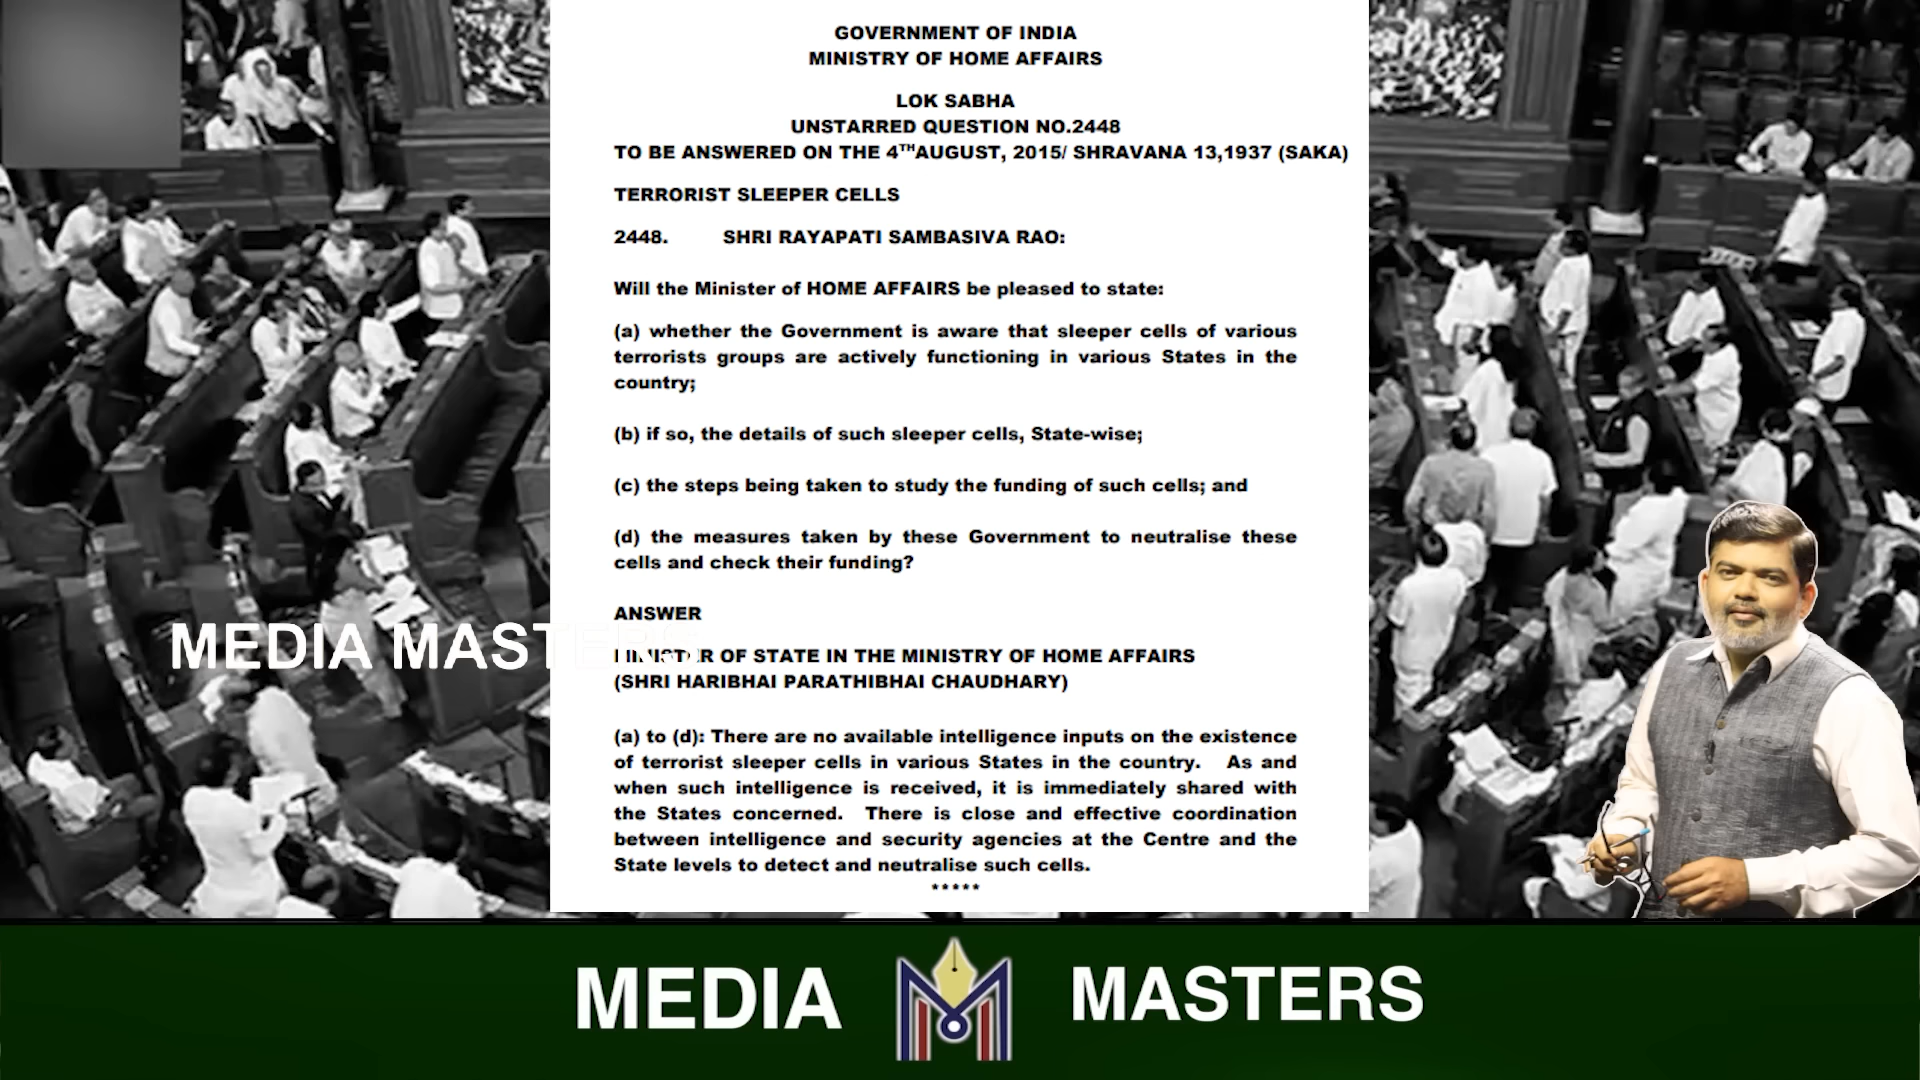 GOVERNMENT OF INDIA
MINISTRY OF HOME AFFAIRS
LOK SABHA
UNSTARRED QUESTION NO.2448
TO BE ANSWERED ON THE 4THAUGUST, 2015/ SHRAVANA 13,1937 (SAKA)
TERRORIST SLEEPER CELLS
2448. SHRI RAYAPATI SAMBASIVA RAO:
Will the Minister of HOME AFFAIRS be pleased to state:
(a) whether the Government is aware that sleeper cells of various
terrorists groups are actively functioning in various States in the
country;
(b) if so, the details of such sleeper cells, State-wise;
(c) the steps being taken to study the funding of such cells; and
(d) the measures taken by these Government to neutralise these
cells and check their funding?
ANSWER
MINISTER OF STATE IN THE MINISTRY OF HOME AFFAIRS
(SHRI HARIBHAI PARATHIBHAI CHAUDHARY)
(a) to (d): There are no available intelligence inputs on the existence
of terrorist sleeper cells in various States in the country. As and
when such intelligence is received, it is immediately shared with
the States concerned. There is close and effective coordination
between intelligence and security agencies at the Centre and the
State levels to detect and neutralise such cells.
*****
MEDIA MASTERS
MEDIA MASTERS